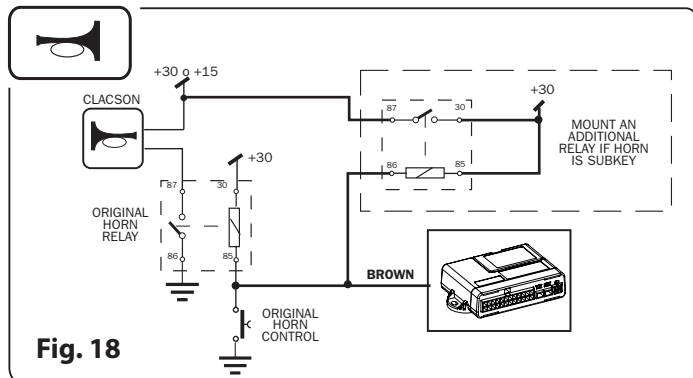 +30 o +15
CLACSON
87
30
+30
MOUNT AN
ADDITIONAL
RELAY IF HORN
IS SUBKEY
86
85
+30
87
30
ORIGINAL
HORN
RELAY
86
85
BROWN
ORIGINAL
HORN
CONTROL
Fig. 18